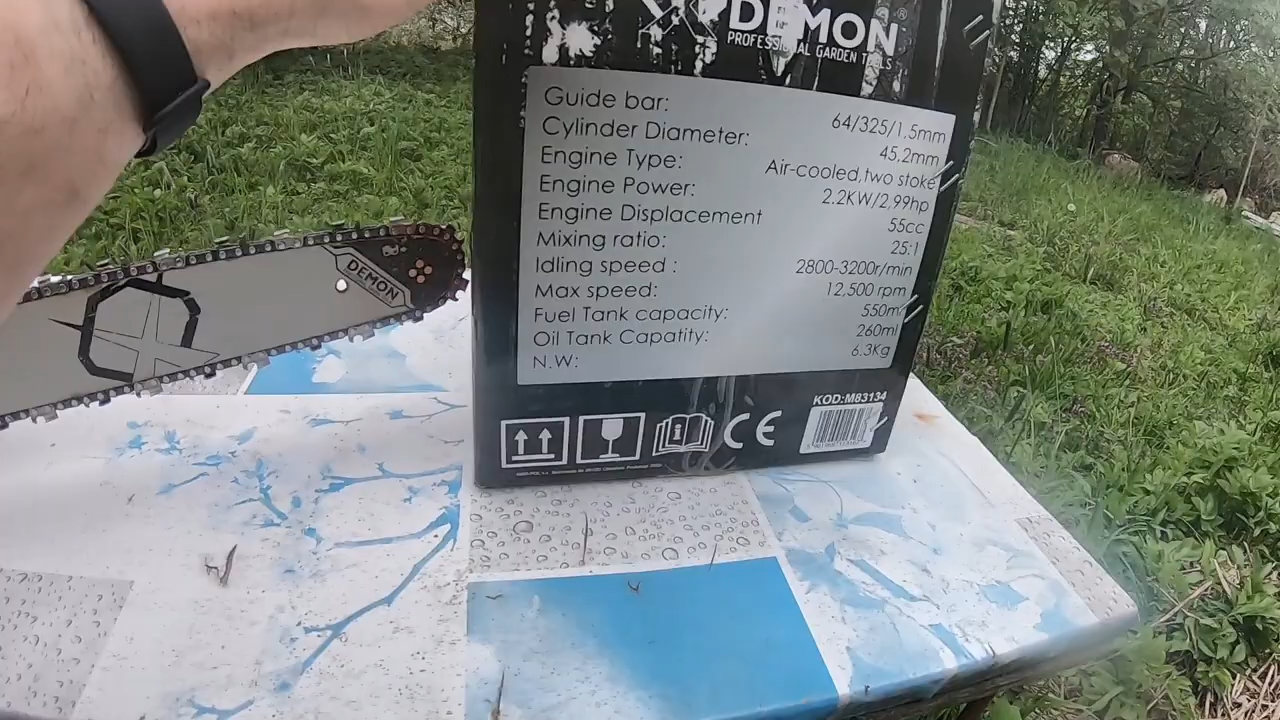 DEMON®
PROFESSIONAL GARDEN TOOLS
Guide bar: 64/325/1.5mm
Cylinder Diameter: 45.2mm
Engine Type: Air-cooled,two stoke
Engine Power: 2.2KW/2.99hp
Engine Displacement 55cc
Mixing ratio: 25:1
Idling speed : 2800-3200r/min
Max speed: 12,500 rpm
Fuel Tank capacity: 550m
Oil Tank Capatity: 260ml
N.W: 6.3Kg
KOD:M83134
CE
DEMON